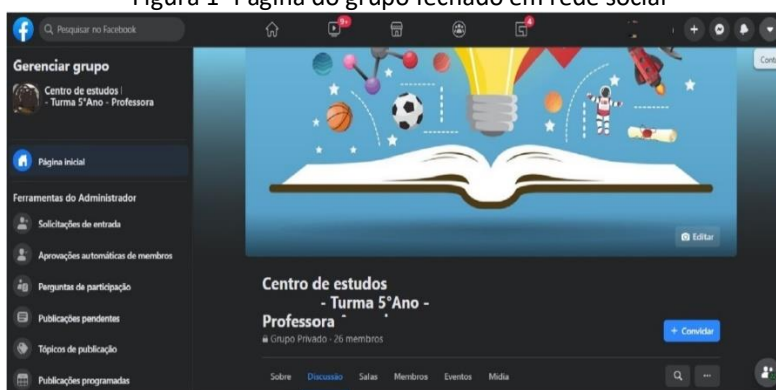 Figura 1- Página do grupo fechado em rede social
Pesquisar no Facebook
9+
4
Gerenciar grupo
Centro de estudos
- Turma 5°Ano - Professora
Página inicial
Ferramentas do Administrador
Solicitações de entrada
Aprovações automáticas de membros
Perguntas de participação
Publicações pendentes
Tópicos de publicação
Publicações programadas
Conta
Editar
Centro de estudos
- Turma 5°Ano -
Professora
Grupo Privado · 26 membros
+ Convidar
Sobre Discussão Salas Membros Eventos Mídia